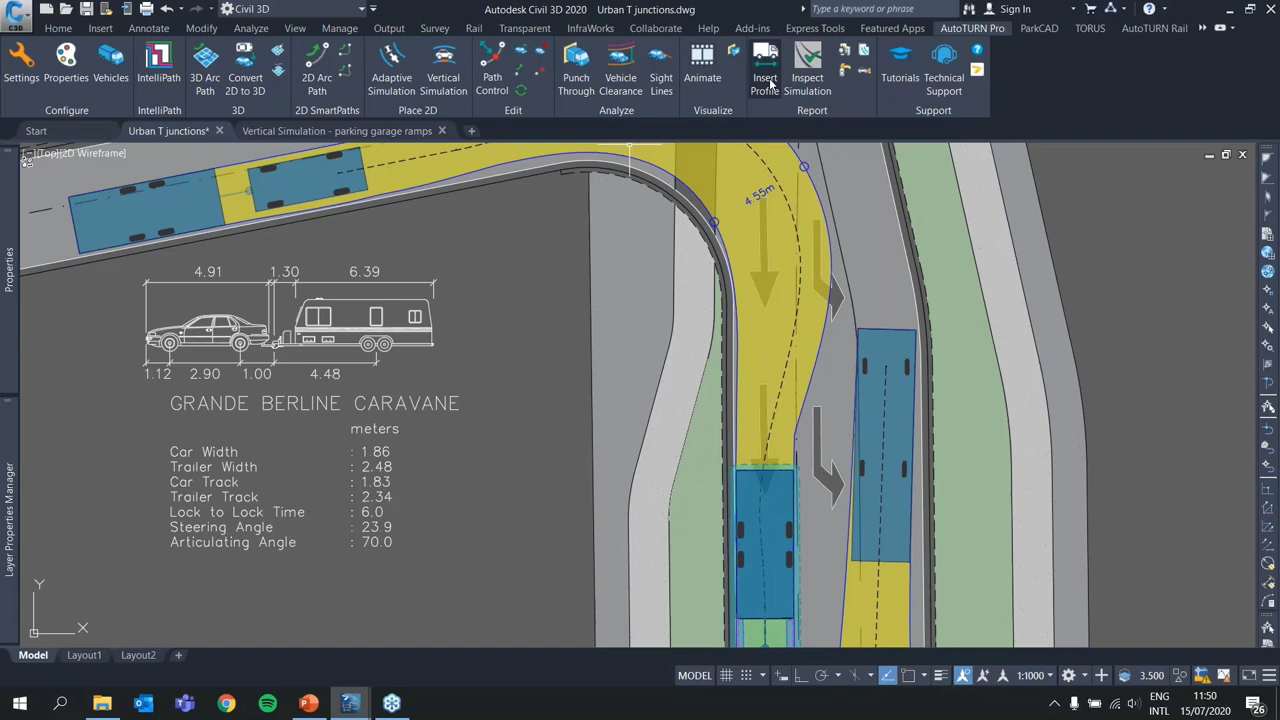 C3D
Civil 3D
Autodesk Civil 3D 2020 Urban T junctions.dwg
Type a keyword or phrase
Sign In
Home Insert Annotate Modify Analyze View Manage Output Survey Rail Transparent InfraWorks Collaborate Help Add-ins Express Tools Featured Apps AutoTURN Pro ParkCAD TORUS AutoTURN Rail
Settings
Properties
Vehicles
Configure
IntelliPath
IntelliPath
3D Arc Path
Convert 2D to 3D
3D
2D Arc Path
2D SmartPaths
Adaptive Simulation
Vertical Simulation
Place 2D
Path Control
Edit
Punch Through
Vehicle Clearance
Sight Lines
Analyze
Animate
Visualize
Insert Profile
Inspect Simulation
Report
Tutorials
Technical Support
Support
Start
Urban T junctions*
Vertical Simulation - parking garage ramps
[Top][2D Wireframe]
Properties
Layer Properties Manager
4.55m
4.91 1.30 6.39
1.12 2.90 1.00 4.48
GRANDE BERLINE CARAVANE
meters
Car Width : 1.86
Trailer Width : 2.48
Car Track : 1.83
Trailer Track : 2.34
Lock to Lock Time : 6.0
Steering Angle : 23.9
Articulating Angle : 70.0
Y
X
Model Layout1 Layout2
MODEL
1:1000
3.500
ENG
INTL
11:50
15/07/2020
26